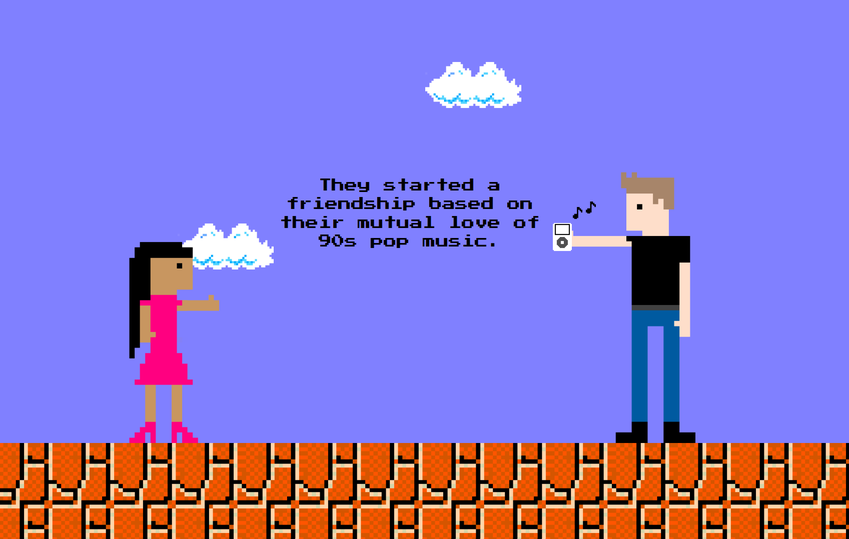 They started a
friendship based on
their mutual love of
90s pop music.